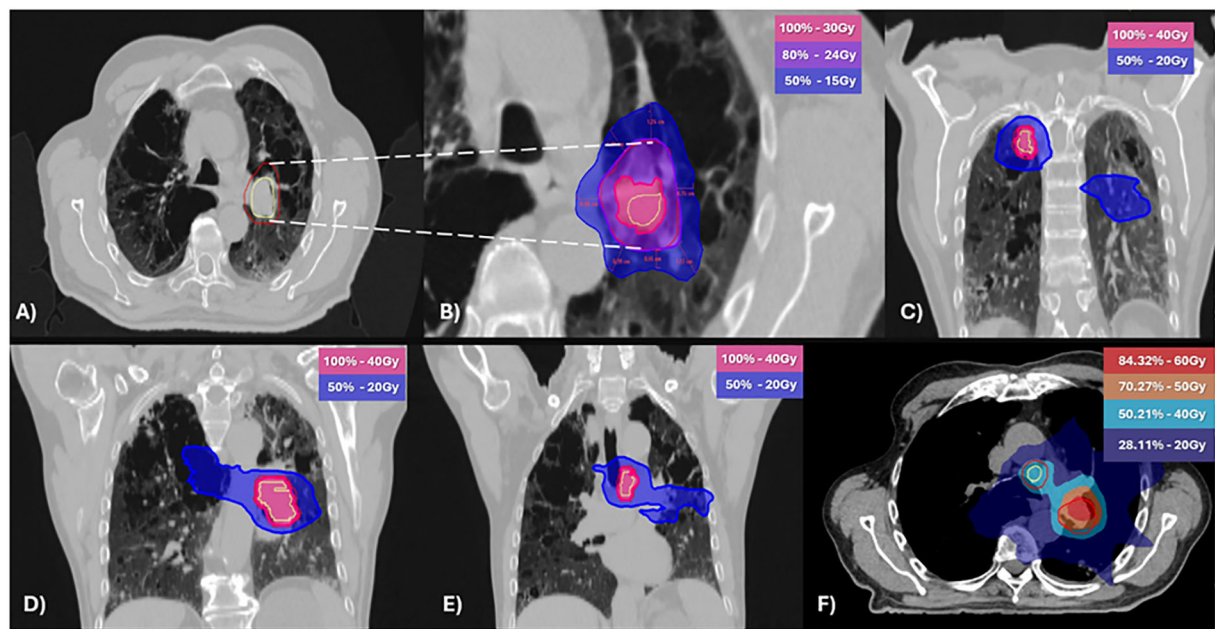 100% - 30Gy
80% - 24Gy
50% - 15Gy
100% - 40Gy
50% - 20Gy
A)
B)
C)
100% - 40Gy
50% - 20Gy
100% - 40Gy
50% - 20Gy
84.32% - 60Gy
70.27% - 50Gy
50.21% - 40Gy
28.11% - 20Gy
D)
E)
F)